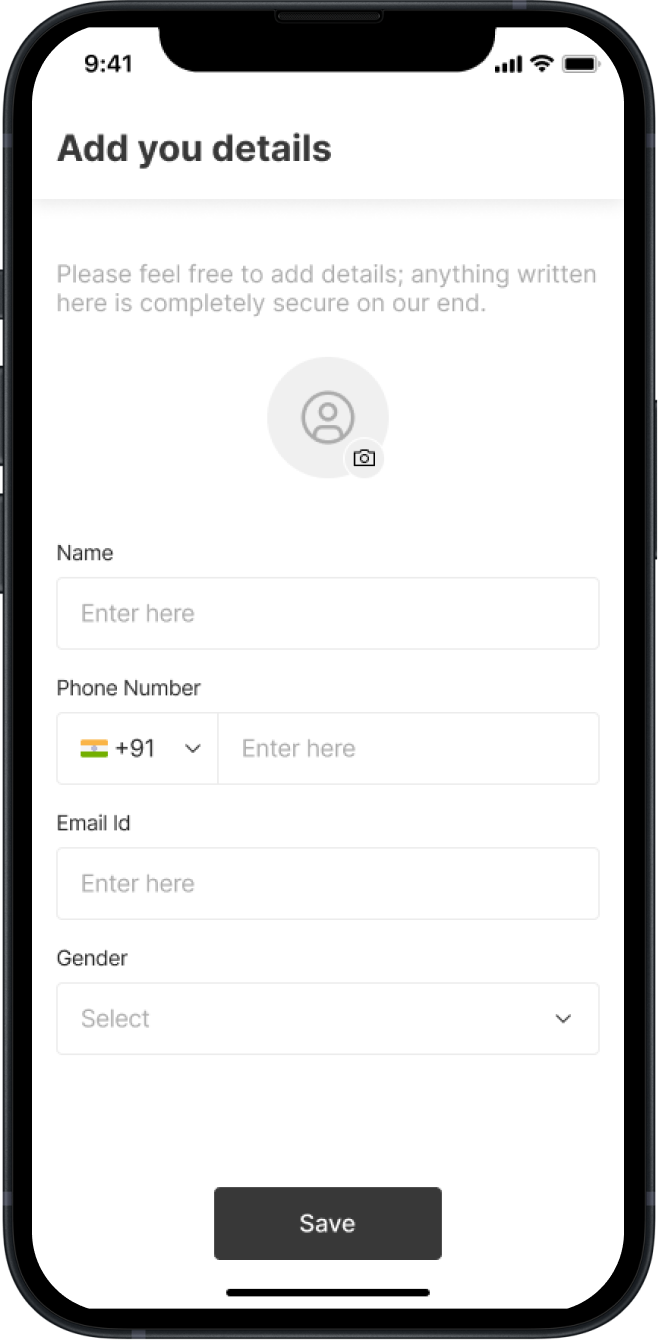 9:41
Add you details
Please feel free to add details; anything written
here is completely secure on our end.
Name
Enter here
Phone Number
+91 Enter here
Email Id
Enter here
Gender
Select
Save